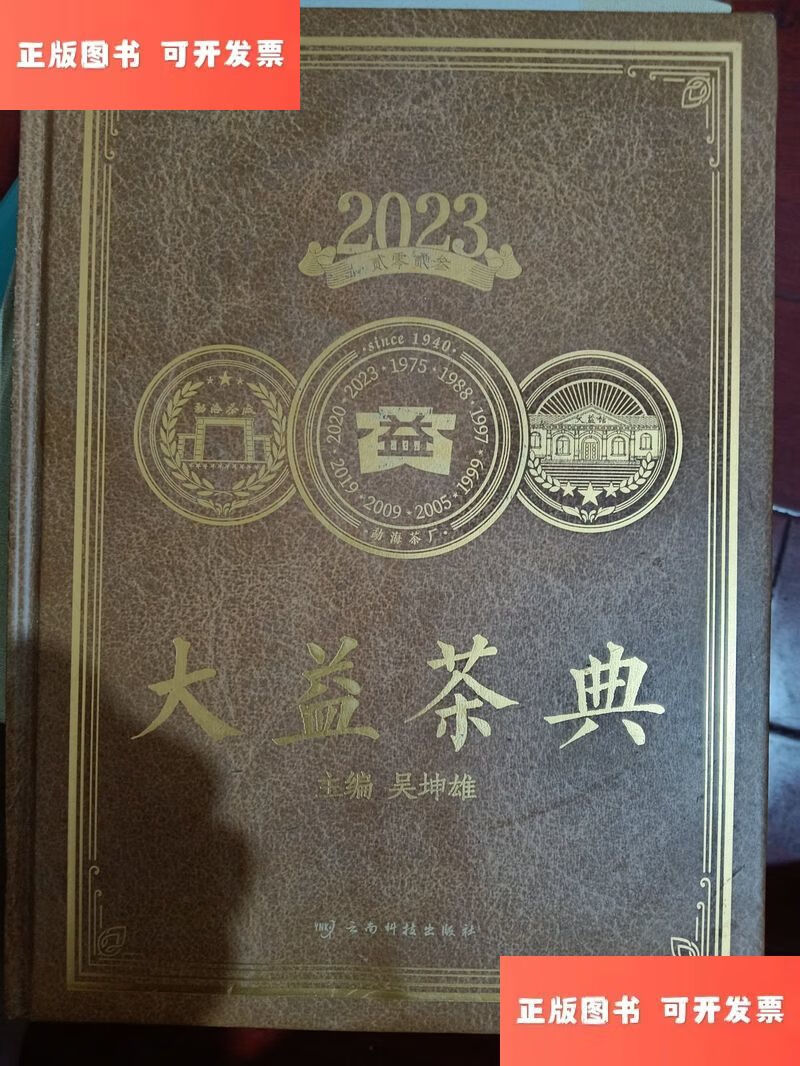 正版图书 可开发票
2023
贰零贰叁
·since 1940·
2020·2023·1975·1988·1997
2019·2009·2005·1999
勐海茶厂
大益馆
·勐海茶厂·
大益茶典
主编 吴坤雄
YNKJ 云南科技出版社
正版图书 可开发票